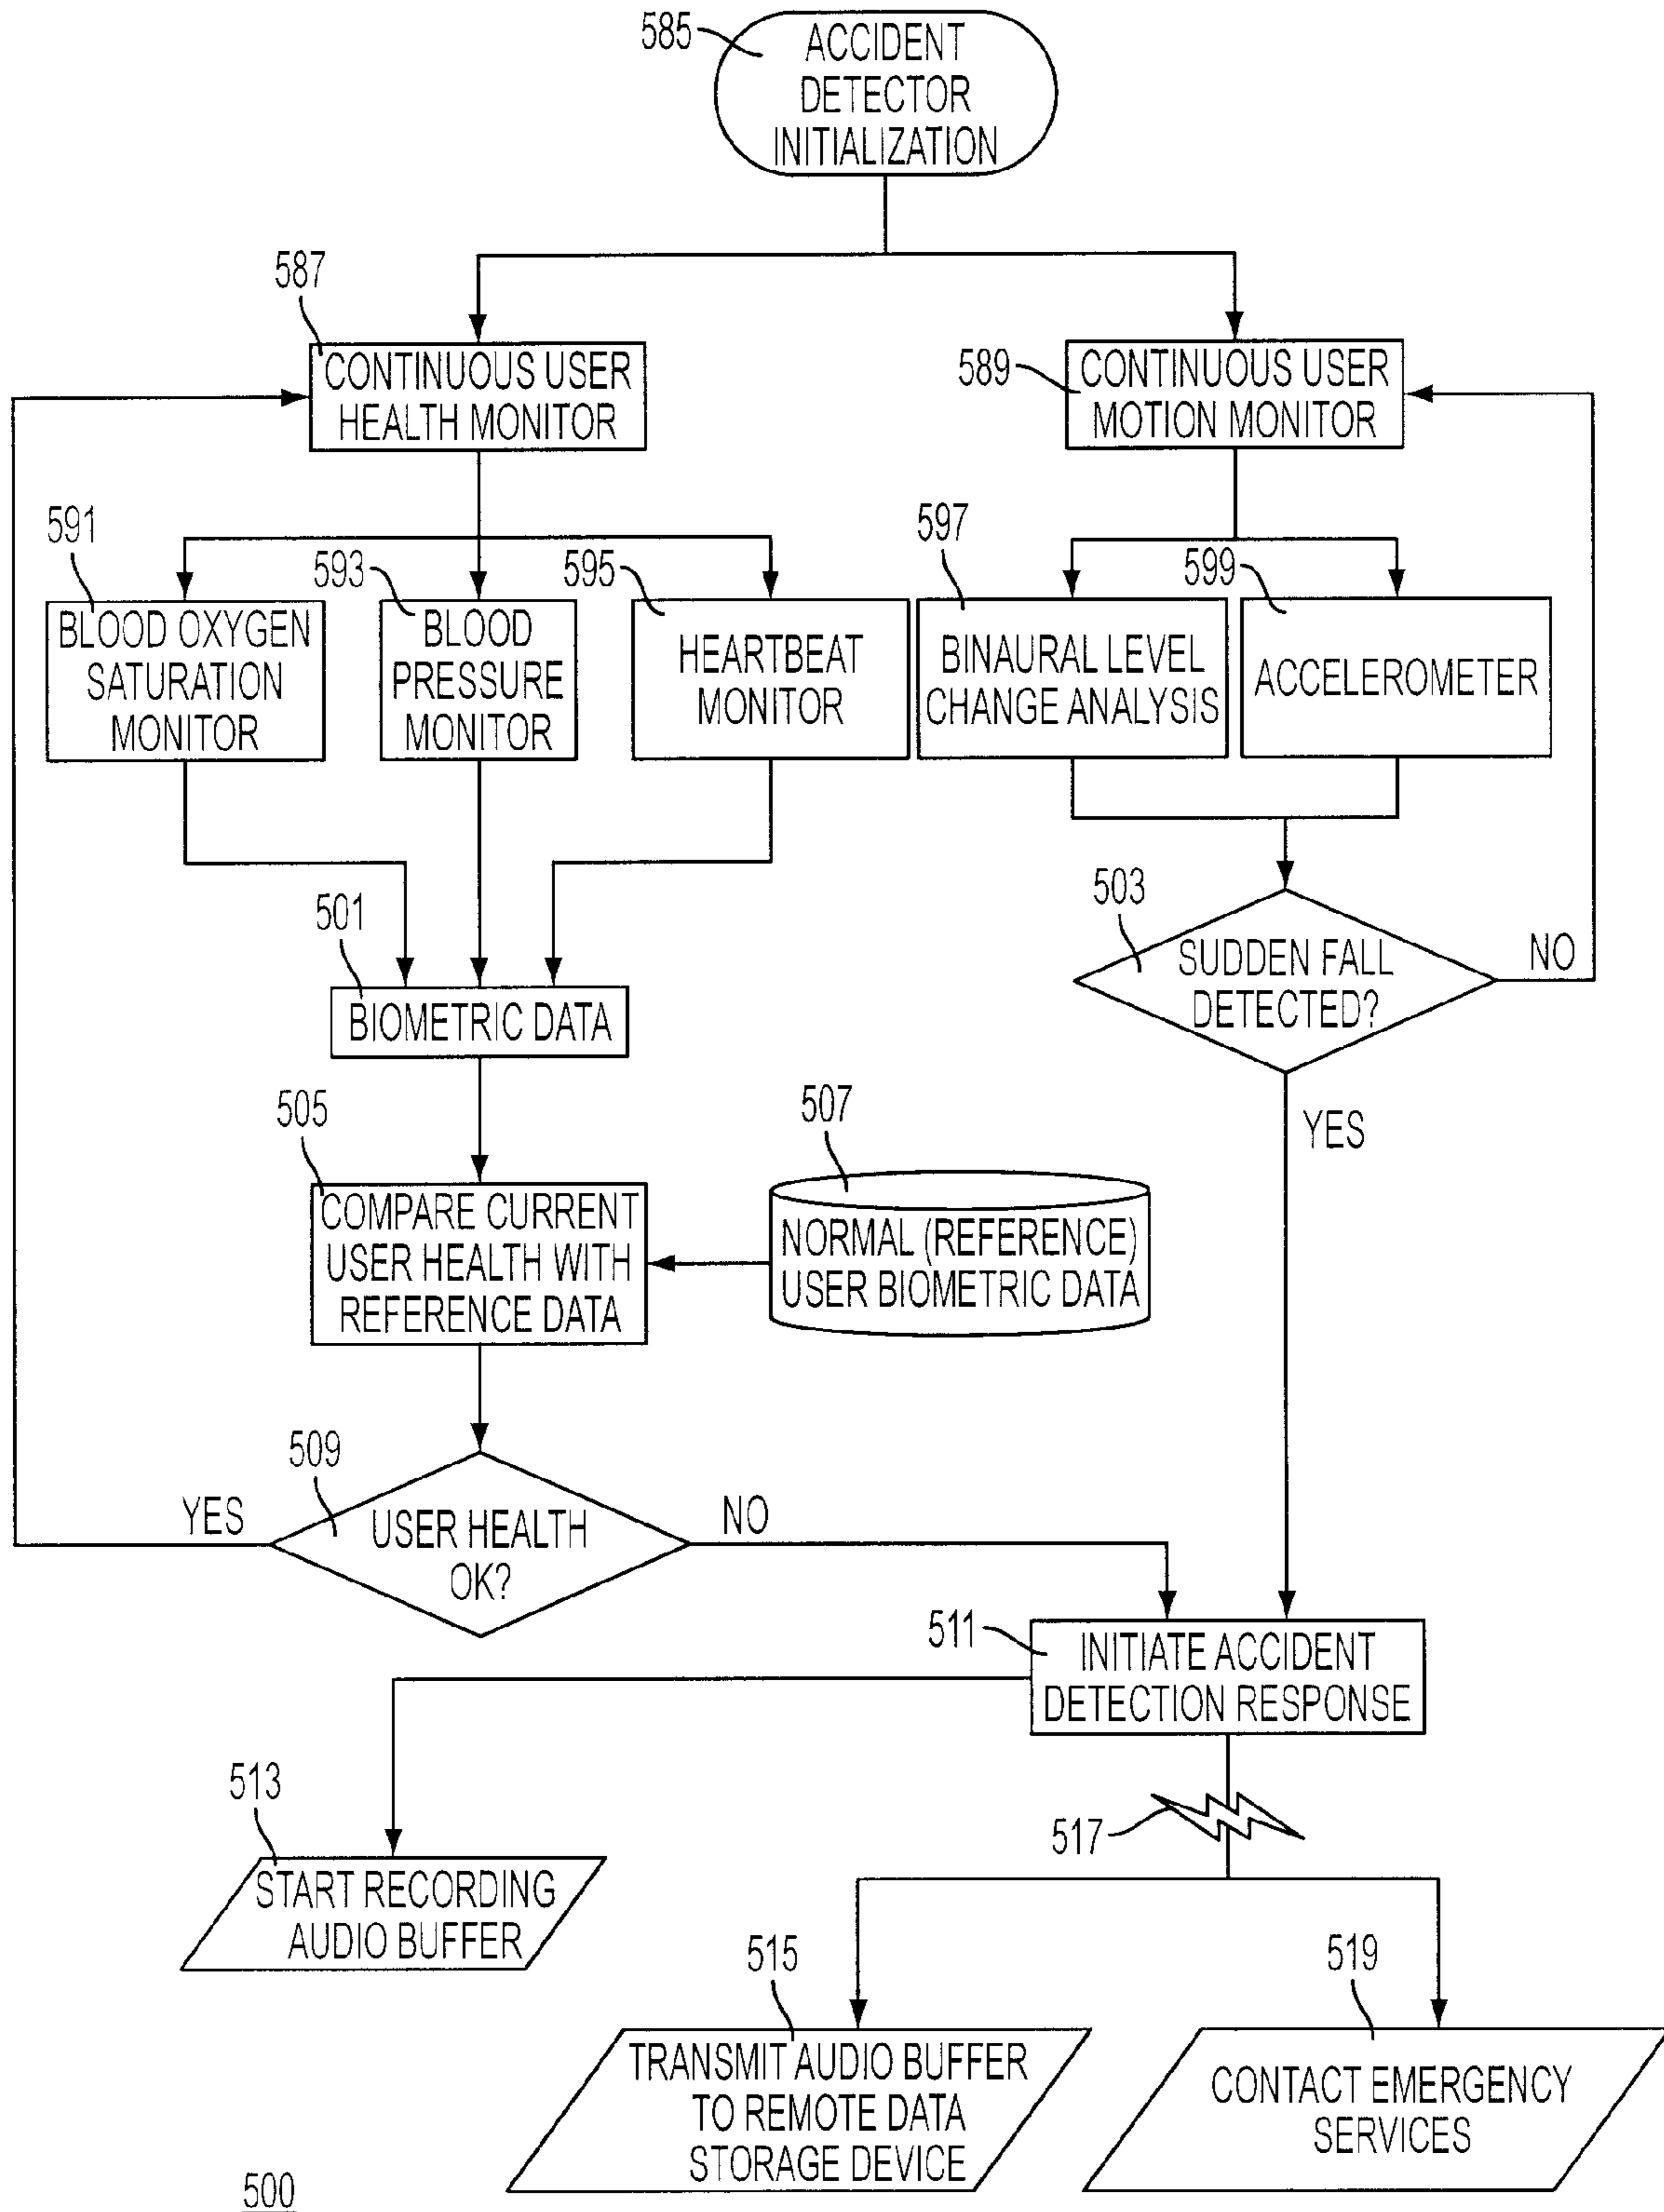 585
ACCIDENT
DETECTOR
INITIALIZATION
587
CONTINUOUS USER
HEALTH MONITOR
589
CONTINUOUS USER
MOTION MONITOR
591
BLOOD OXYGEN
SATURATION
MONITOR
593
BLOOD
PRESSURE
MONITOR
595
HEARTBEAT
MONITOR
597
BINAURAL LEVEL
CHANGE ANALYSIS
599
ACCELEROMETER
501
BIOMETRIC DATA
503
SUDDEN FALL
DETECTED?
NO
YES
505
COMPARE CURRENT
USER HEALTH WITH
REFERENCE DATA
507
NORMAL (REFERENCE)
USER BIOMETRIC DATA
509
USER HEALTH
OK?
YES
NO
511
INITIATE ACCIDENT
DETECTION RESPONSE
513
START RECORDING
AUDIO BUFFER
517
515
TRANSMIT AUDIO BUFFER
TO REMOTE DATA
STORAGE DEVICE
519
CONTACT EMERGENCY
SERVICES
500